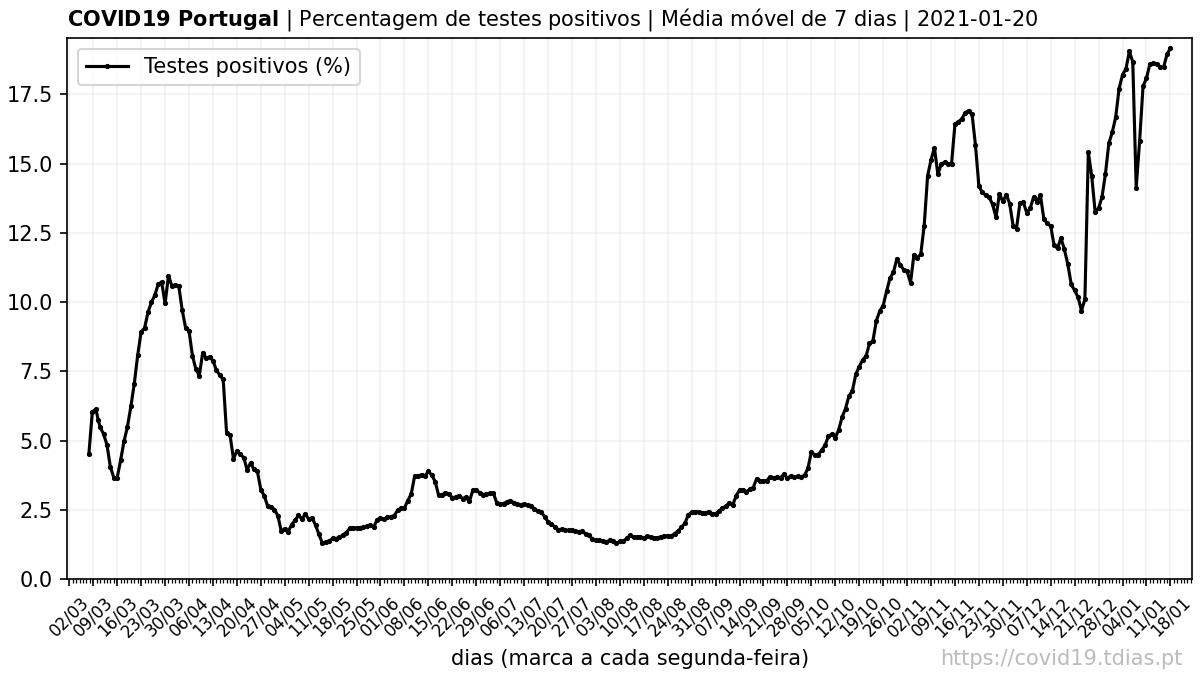 COVID19 Portugal | Percentagem de testes positivos | Média móvel de 7 dias | 2021-01-20
Testes positivos (%)
17.5
15.0
12.5
10.0
7.5
5.0
2.5
0.0
02/03 09/03 16/03 23/03 30/03 06/04 13/04 20/04 27/04 04/05 11/05 18/05 25/05 01/06 08/06 15/06 22/06 29/06 06/07 13/07 20/07 27/07 03/08 10/08 17/08 24/08 31/08 07/09 14/09 21/09 28/09 05/10 12/10 19/10 26/10 02/11 09/11 16/11 23/11 30/11 07/12 14/12 21/12 28/12 04/01 11/01 18/01
dias (marca a cada segunda-feira)
https://covid19.tdias.pt